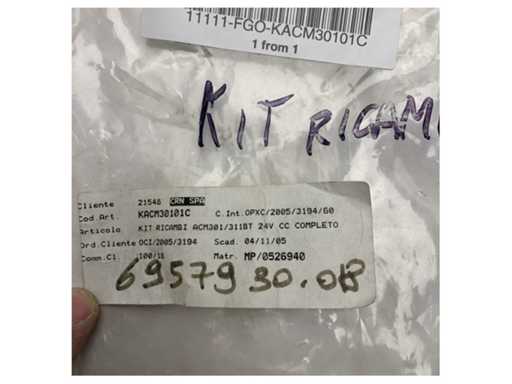 11111-FGO-KACM30101C
1 from 1
KIT RICAM
Cliente 21548 CRN SPA
Cod.Art. KACM30101C C.Int.OPXC/2005/3194/60
Articolo KIT RICAMBI ACM301/311BT 24V CC COMPLETO
Ord.Cliente OCI/2005/3194 Scad. 04/11/05
Comm.Cl. 100/18 Matr. MP/0526940
69579 30.08